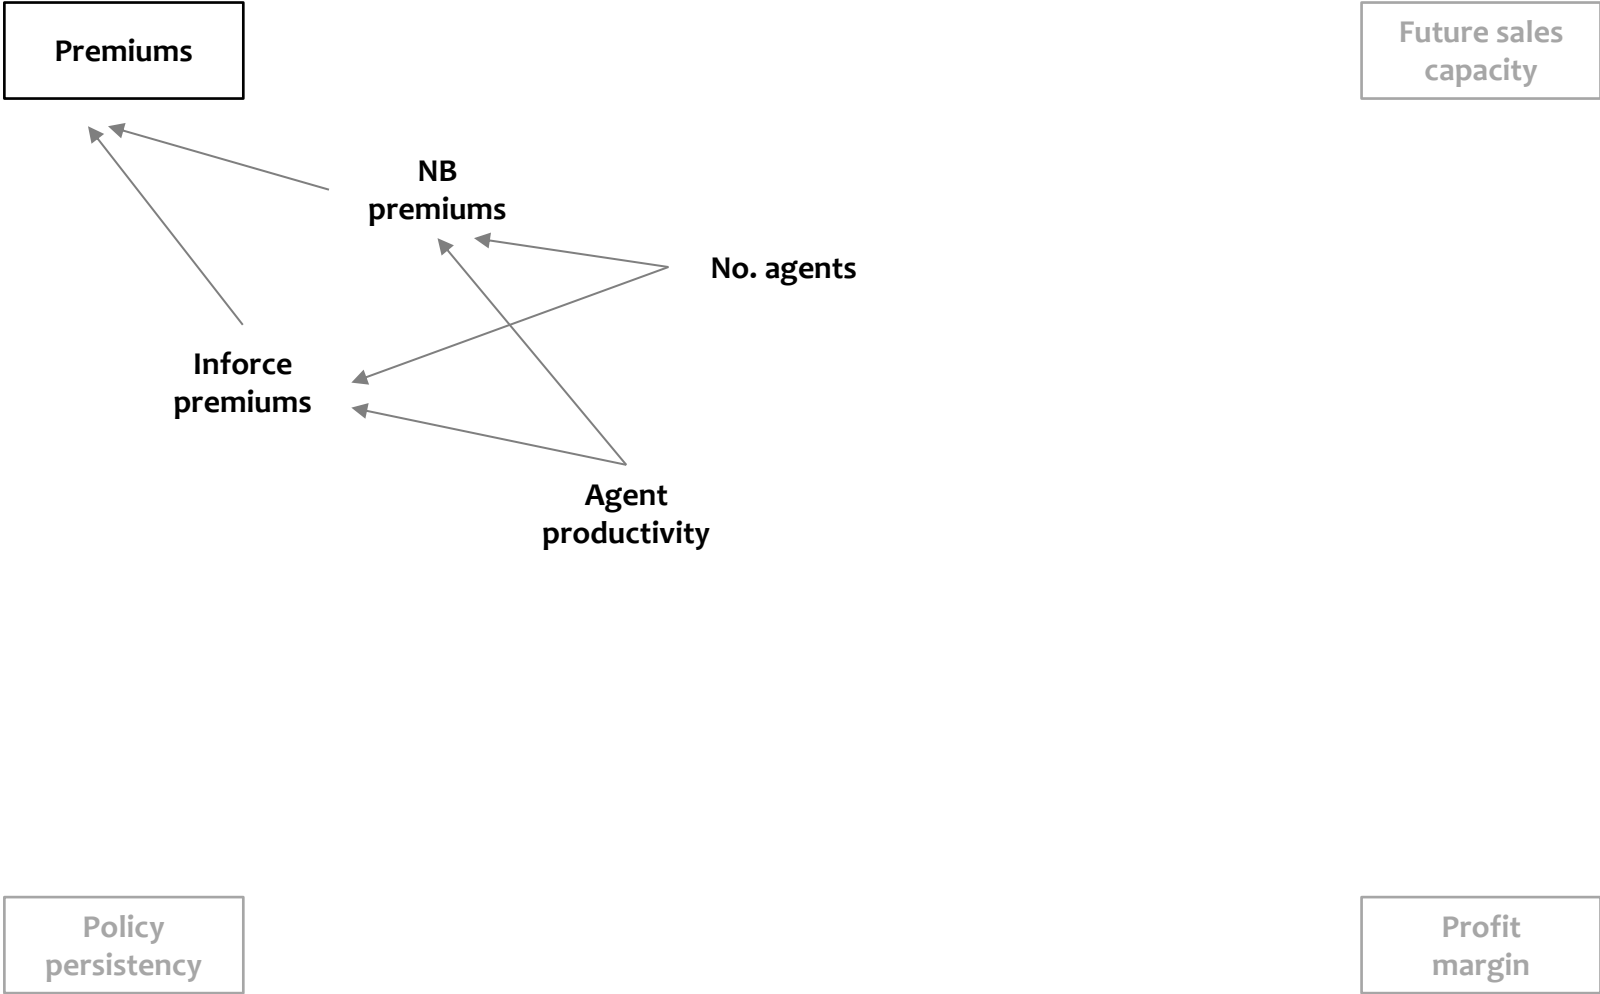 Premiums
Future sales
capacity
NB
premiums
No. agents
Inforce
premiums
Agent
productivity
Policy
persistency
Profit
margin